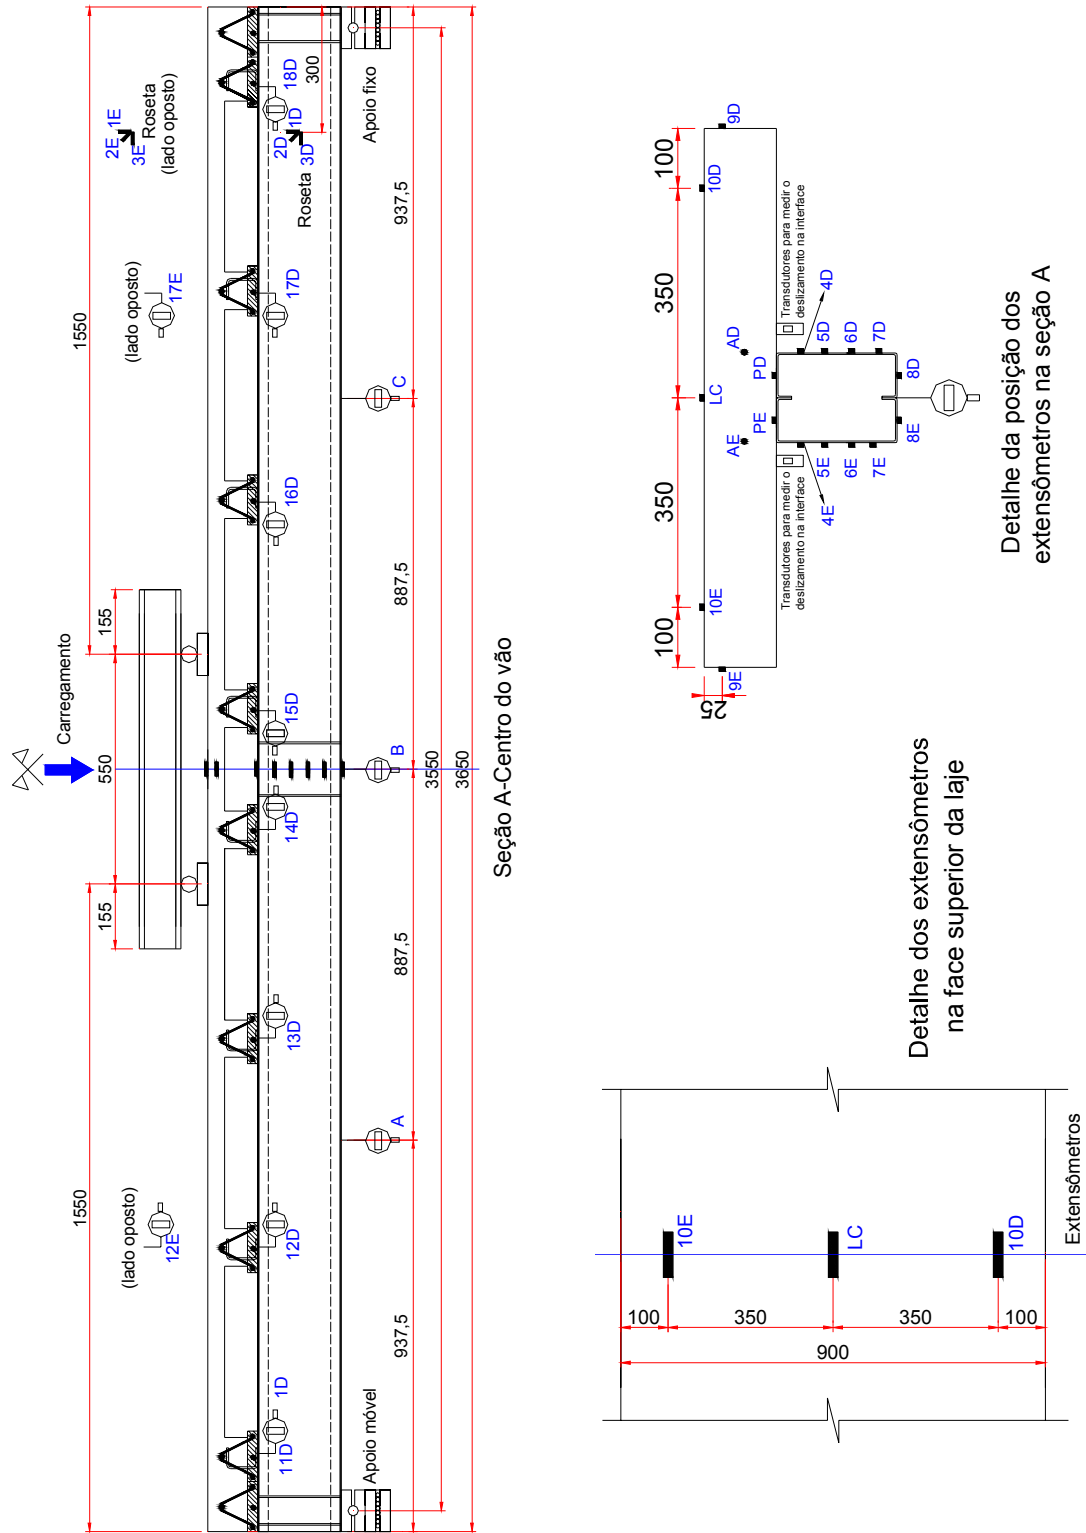 Carregamento
1550
155
550
155
1550
(lado oposto)
12E
(lado oposto)
17E
2E
1E
3E
Roseta
(lado oposto)
11D
1D
12D
13D
14D
15D
16D
17D
18D
2D
1D
3D
Roseta
300
Apoio móvel
A
B
C
Apoio fixo
937,5
887,5
887,5
937,5
3550
3650
Seção A-Centro do vão
100
350
350
100
900
10E
LC
10D
Extensômetros
Detalhe dos extensômetros
na face superior da laje
100
350
350
100
25
9E
10E
LC
10D
9D
AE
AD
PE
PD
Transdutores para medir o
deslizamento na interface
Transdutores para medir o
deslizamento na interface
4E
4D
5E
5D
6E
6D
7E
7D
8E
8D
Detalhe da posição dos
extensômetros na seção A